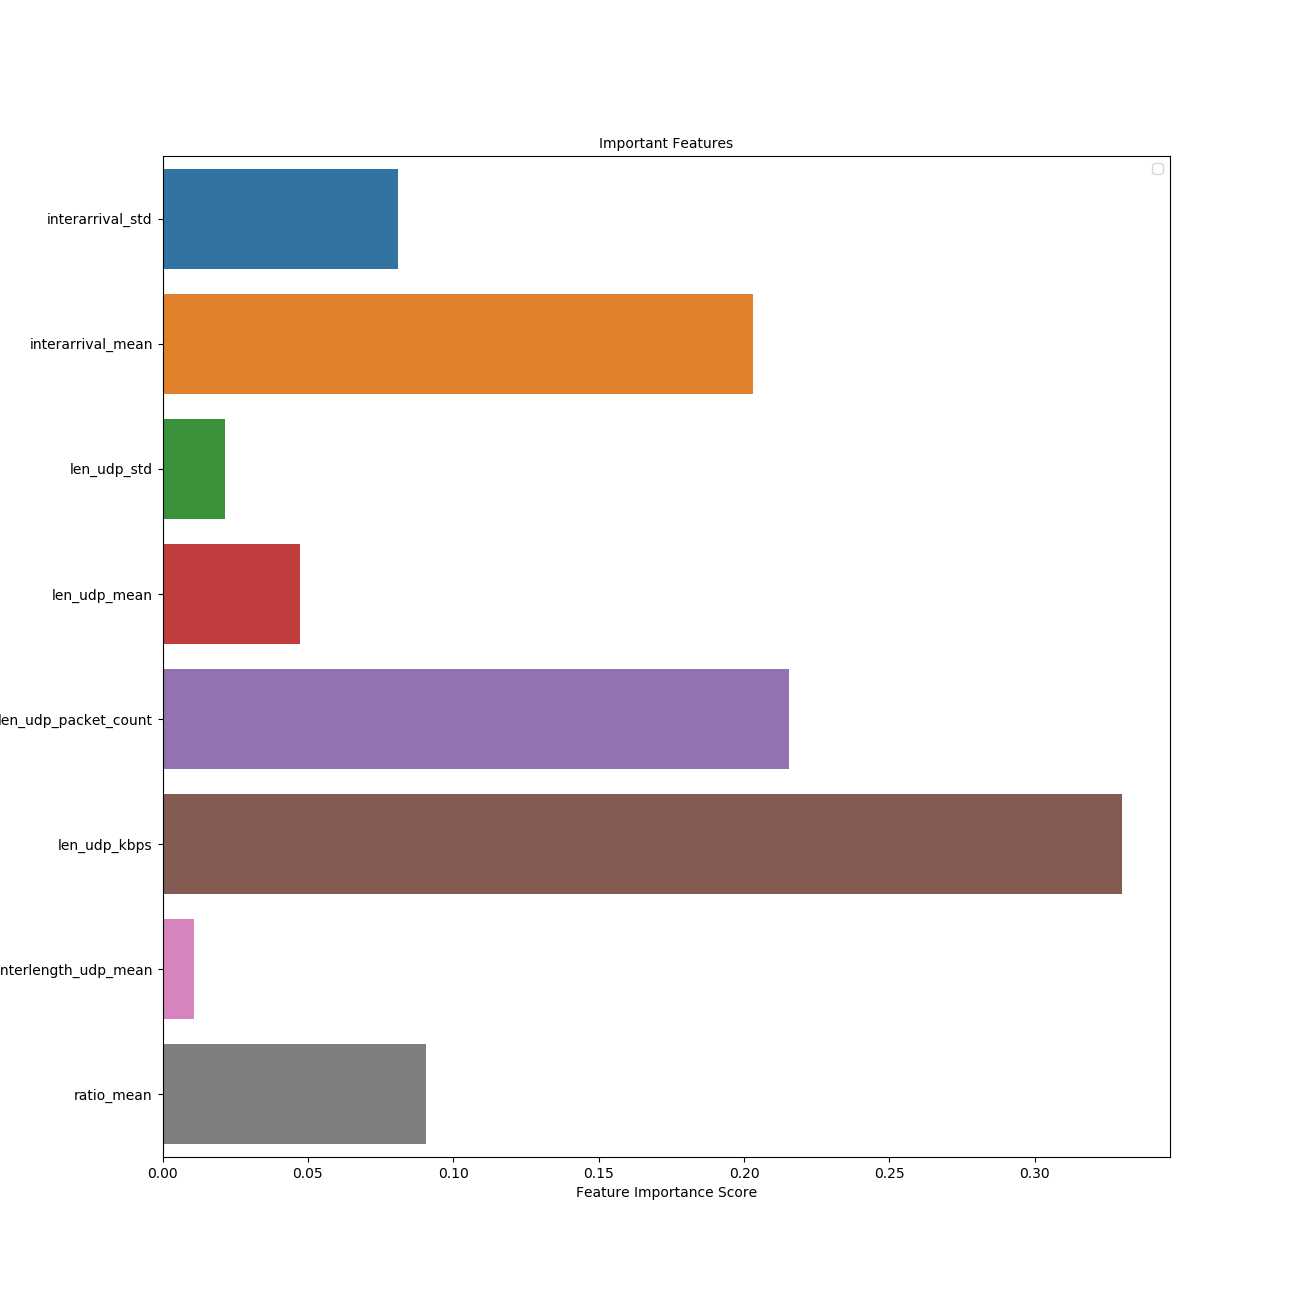 Important Features
interarrival_std
interarrival_mean
len_udp_std
len_udp_mean
len_udp_packet_count
len_udp_kbps
nterlength_udp_mean
ratio_mean
0.00 0.05 0.10 0.15 0.20 0.25 0.30
Feature Importance Score